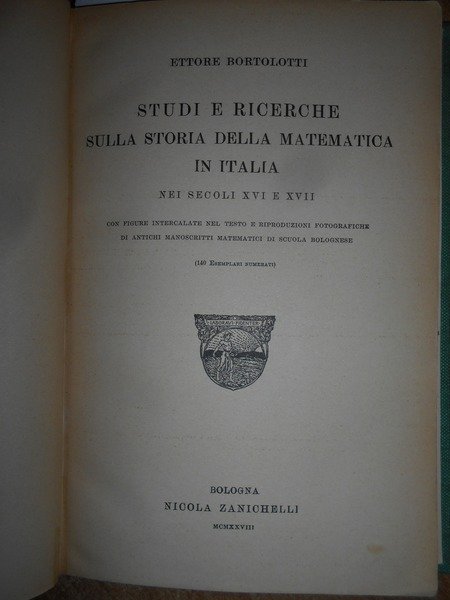 ETTORE BORTOLOTTI
STUDI E RICERCHE
SULLA STORIA DELLA MATEMATICA
IN ITALIA
NEI SECOLI XVI E XVII
CON FIGURE INTERCALATE NEL TESTO E RIPRODUZIONI FOTOGRAFICHE
DI ANTICHI MANOSCRITTI MATEMATICI DI SCUOLA BOLOGNESE
(140 ESEMPLARI NUMERATI)
BOLOGNA
NICOLA ZANICHELLI
MCMXXVIII